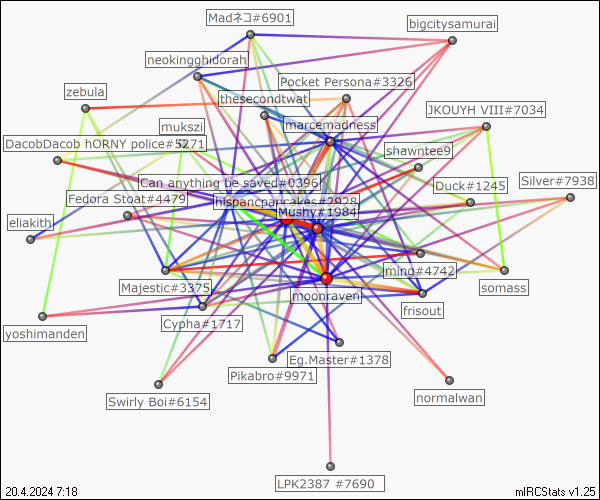 Madネコ#6901
bigcitysamurai
neokingghidorah
Pocket Persona#3326
zebula
thesecondtwat
JKOUYH VIII#7034
mukszi
marcemadness
DacobDacob hORNY police#5271
shawntee9
Can anything be saved#0396
Duck#1245
Silver#7938
Fedora Stoat#4479
hispancpancakes#2928
Mushy#1984
eliakith
ming#4742
Majestic#3375
moonraven
somass
frisout
Cypha#1717
yoshimanden
Eg.Master#1378
Pikabro#9971
normalwan
Swirly Boi#6154
LPK2387 #7690
20.4.2024 7:18
mIRCStats v1.25